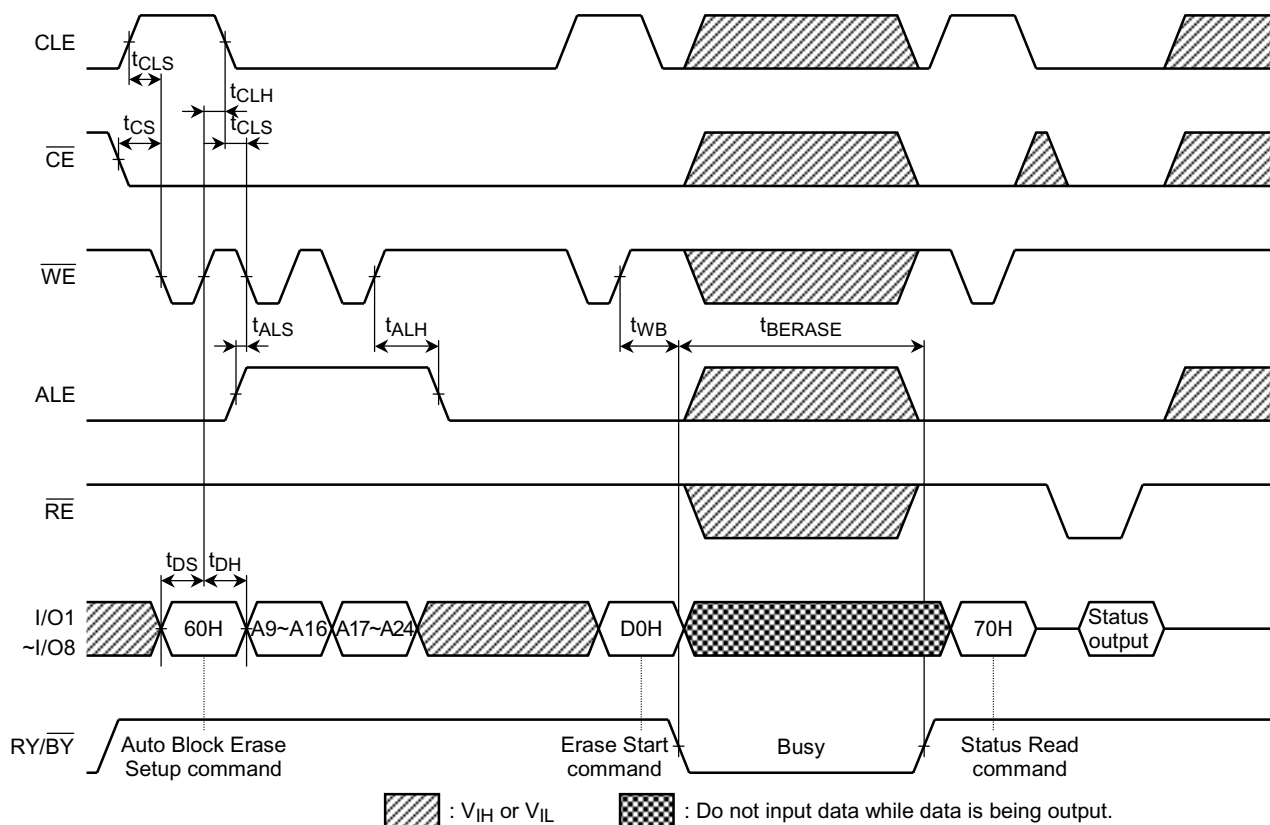 CLE
tCLS
tCLH
tCS
tCLS
CE
WE
tALS
tALH
tWB
tBERASE
ALE
RE
tDS
tDH
I/O1
~I/O8
60H
A9~A16
A17~A24
D0H
70H
Status
output
RY/BY
Auto Block Erase
Setup command
Erase Start
command
Busy
Status Read
command
: VIH or VIL
: Do not input data while data is being output.